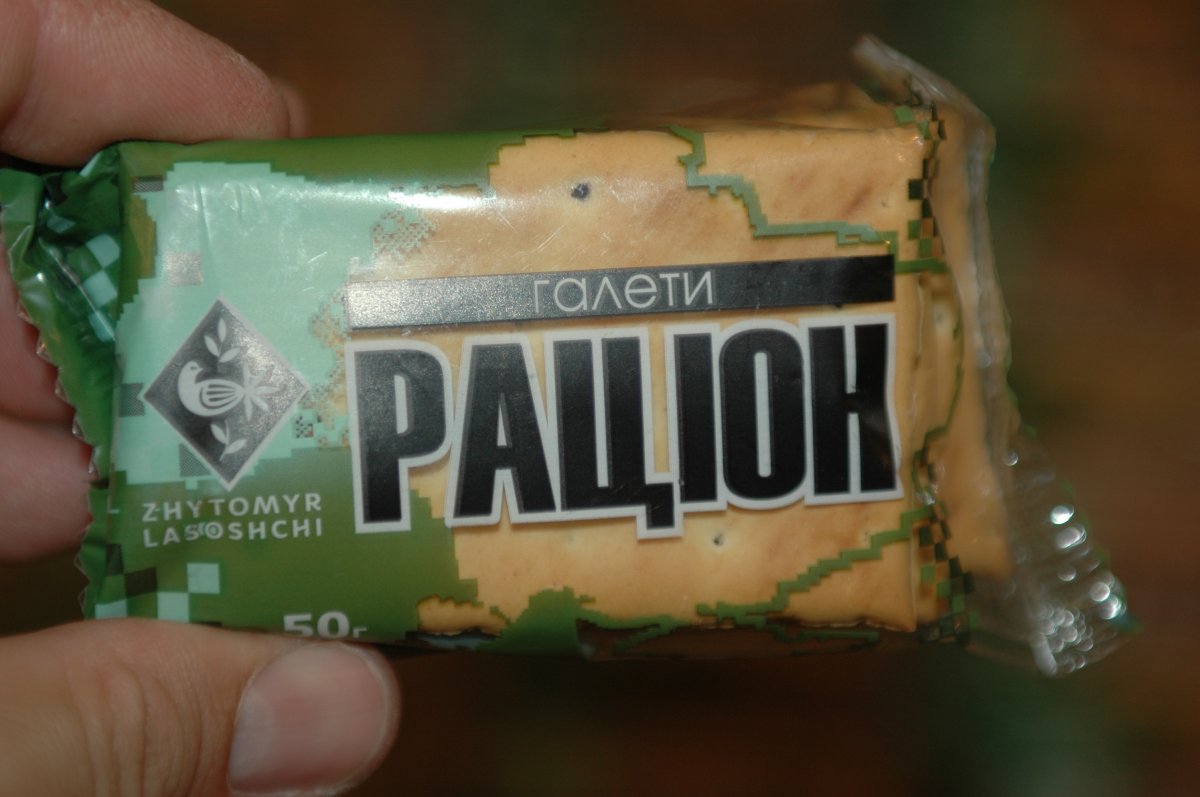 галети
РАЦІОН
ZHYTOMYR
LASOSHCHI
50г